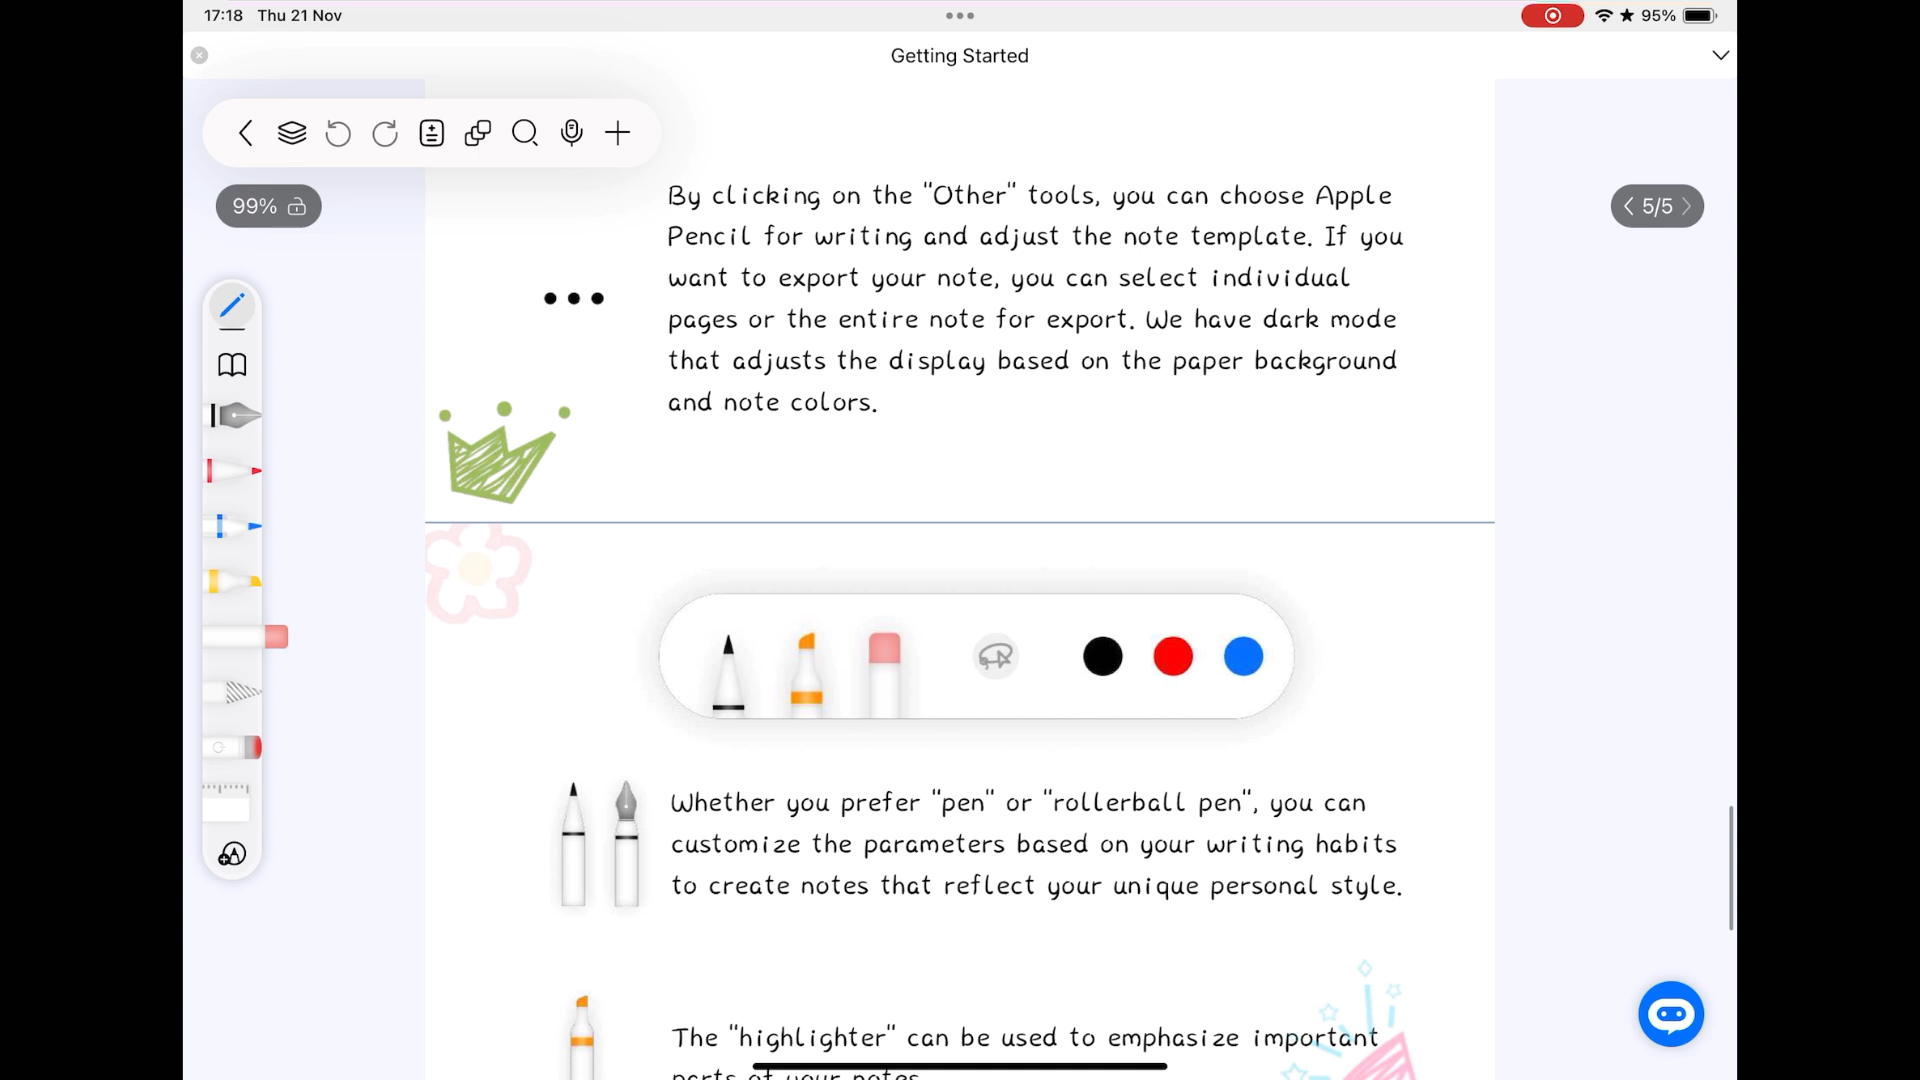 17:18 Thu 21 Nov
95%
Getting Started
99%
5/5
By clicking on the "Other" tools, you can choose Apple
Pencil for writing and adjust the note template. If you
want to export your note, you can select individual
pages or the entire note for export. We have dark mode
that adjusts the display based on the paper background
and note colors.
Whether you prefer "pen" or "rollerball pen", you can
customize the parameters based on your writing habits
to create notes that reflect your unique personal style.
The "highlighter" can be used to emphasize important
parts of your notes